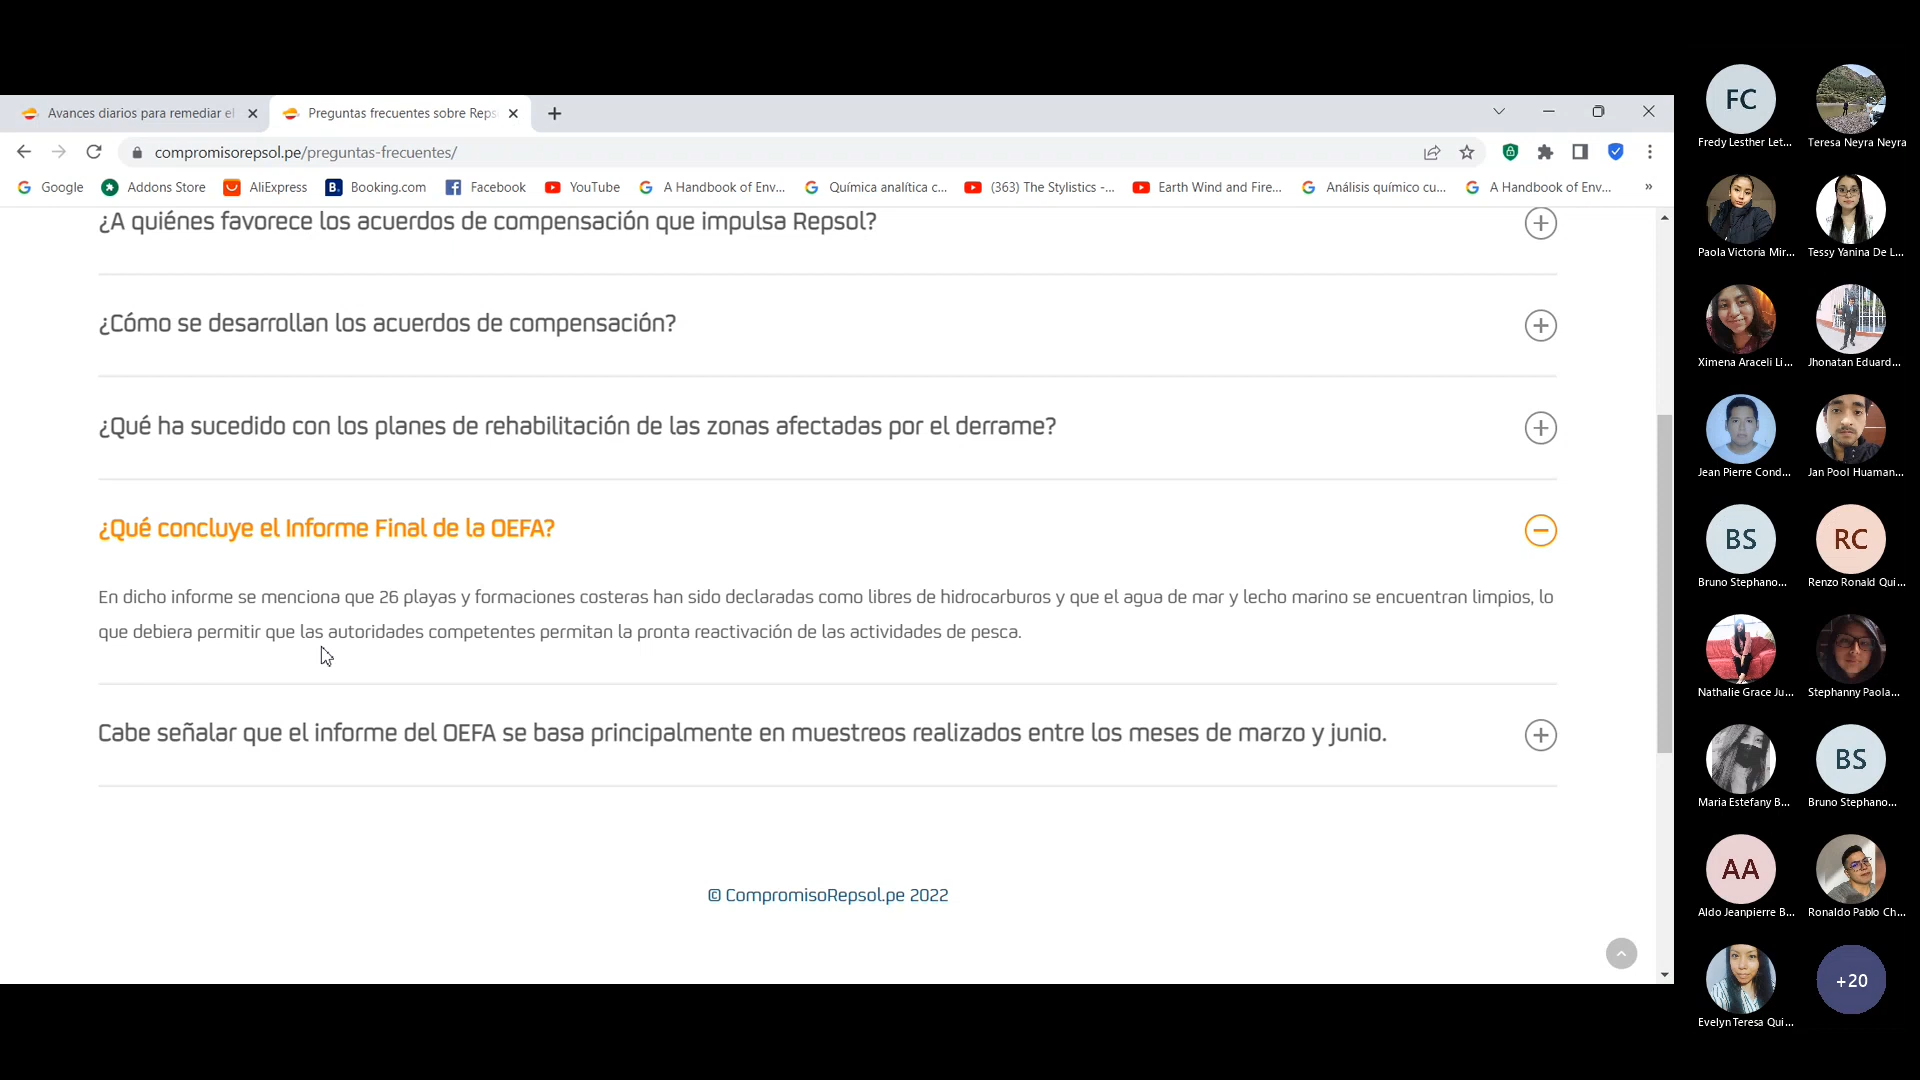 Avances diarios para remediar el
Preguntas frecuentes sobre Reps
compromisorepsol.pe/preguntas-frecuentes/
Google
Addons Store
AliExpress
B. Booking.com
Facebook
YouTube
A Handbook of Env...
Química analítica c...
(363) The Stylistics -...
Earth Wind and Fire...
Análisis químico cu...
A Handbook of Env...
»
¿A quiénes favorece los acuerdos de compensación que impulsa Repsol?
¿Cómo se desarrollan los acuerdos de compensación?
¿Qué ha sucedido con los planes de rehabilitación de las zonas afectadas por el derrame?
¿Qué concluye el Informe Final de la OEFA?
En dicho informe se menciona que 26 playas y formaciones costeras han sido declaradas como libres de hidrocarburos y que el agua de mar y lecho marino se encuentran limpios, lo
que debiera permitir que las autoridades competentes permitan la pronta reactivación de las actividades de pesca.
Cabe señalar que el informe del OEFA se basa principalmente en muestreos realizados entre los meses de marzo y junio.
© CompromisoRepsol.pe 2022
FC
Fredy Lesther Let...
Teresa Neyra Neyra
Paola Victoria Mir...
Tessy Yanina De L...
Ximena Araceli Li...
Jhonatan Eduard...
Jean Pierre Cond...
Jan Pool Huaman...
BS
Bruno Stephano...
RC
Renzo Ronald Qui...
Nathalie Grace Ju...
Stephanny Paola...
Maria Estefany B...
BS
Bruno Stephano...
AA
Aldo Jeanpierre B...
Ronaldo Pablo Ch...
Evelyn Teresa Qui...
+20